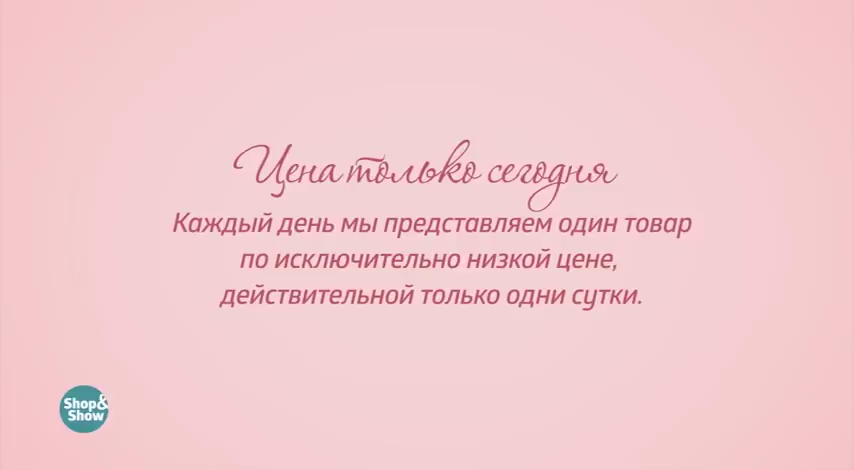 Цена только сегодня
Каждый день мы представляем один товар
по исключительно низкой цене,
действительной только одни сутки.
Shop&
Show